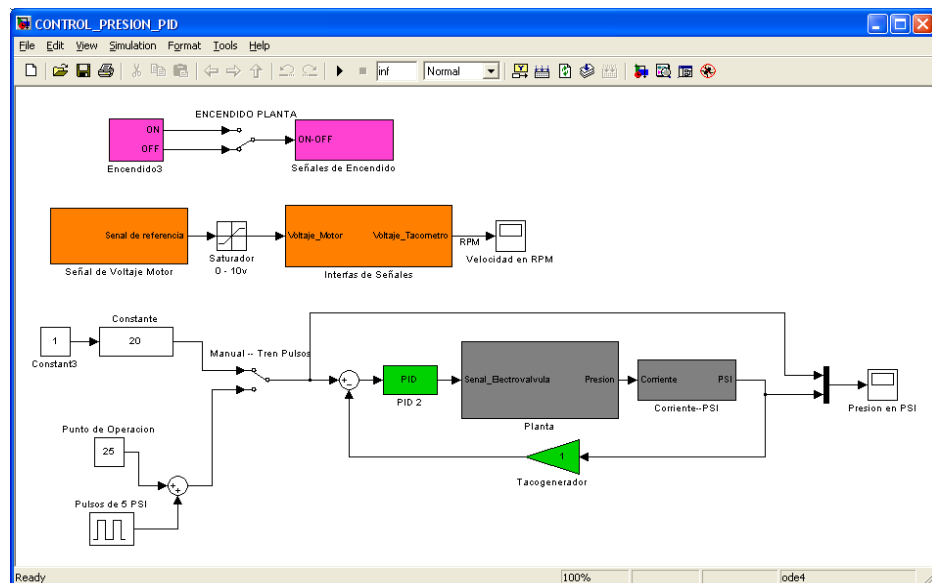 CONTROL_PRESION_PID
File Edit View Simulation Format Tools Help
inf Normal
ENCENDIDO PLANTA
ON
OFF
ON-OFF
Encendido3
Señales de Encendido
Senal de referencia
Voltaje_Motor
Voltaje_Tacometro
RPM
Señal de Voltaje Motor
Saturador
0 - 10v
Interfas de Señales
Velocidad en RPM
Constante
1
20
Constant3
Manual -- Tren Pulsos
PID
PID 2
Senal_Electrovalvula
Presion
Planta
Corriente
PSI
Corriente--PSI
Presion en PSI
Punto de Operacion
25
1
Tacogenerador
Pulsos de 5 PSI
Ready
100%
ode4